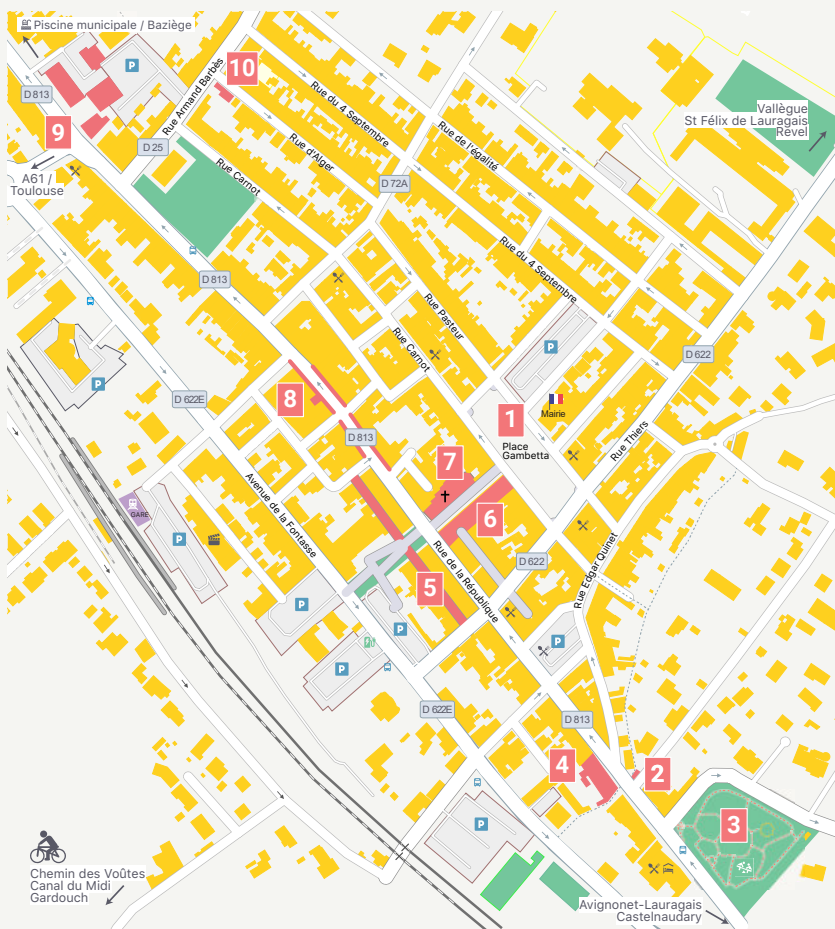 Piscine municipale / Baziège
P
10
D 813
Rue Armand Barbès
Rue du 4 Septembre
Vallègue
St Félix de Lauragais
Revel
9
D 25
Rue d'Alger
Rue de l'égalité
A61 /
Toulouse
Rue Carnot
D 72A
D 813
Rue du 4 Septembre
Rue Pasteur
Rue Carnot
P
D 622
P
D 622E
8
Mairie
1
Place
Gambetta
D 813
Rue Thiers
7
Avenue de la Fontasse
GARE
6
P
Rue de la République
D 622
Rue Edgar Quinet
5
P
P
P
P
D 622E
D 813
4
2
P
3
Chemin des Voûtes
Canal du Midi
Gardouch
Avignonet-Lauragais
Castelnaudary